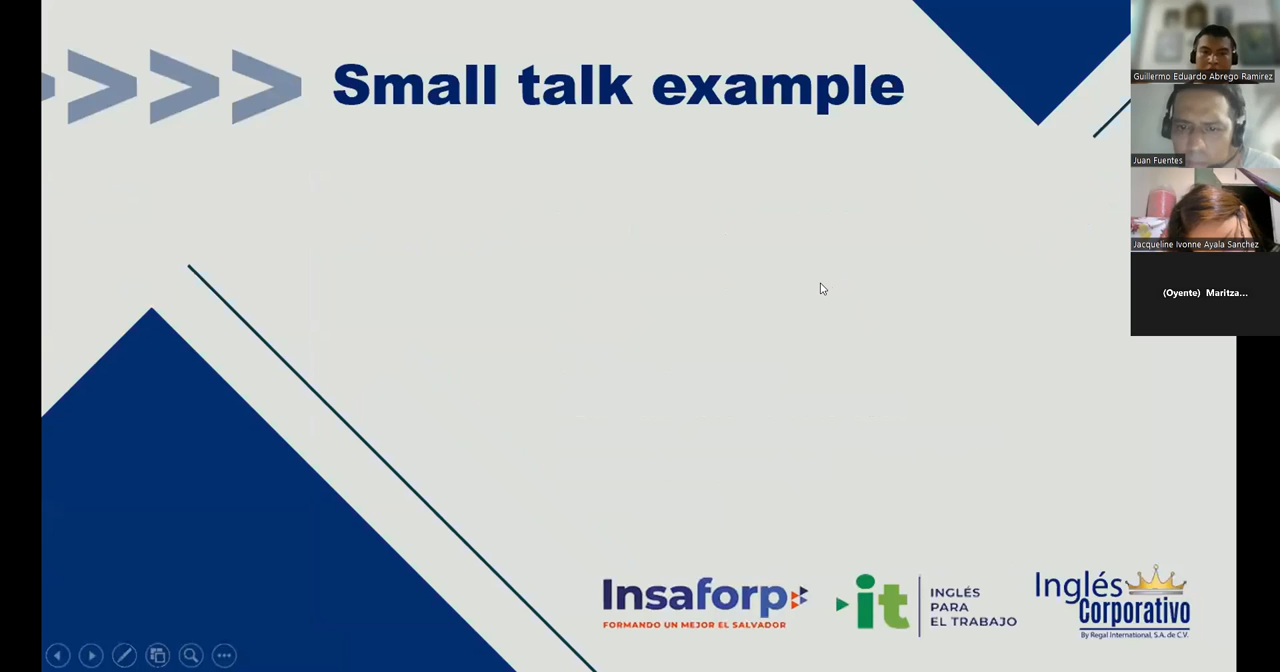 Small talk example
Guillermo Eduardo Abrego Ramirez
Juan Fuentes
Jacqueline Ivonne Ayala Sanchez
(Oyente) Maritza...
Insaforp
FORMANDO UN MEJOR EL SALVADOR
it
INGLÉS
PARA
EL TRABAJO
Inglés
Corporativo
By Regal International, S.A. de C.V.